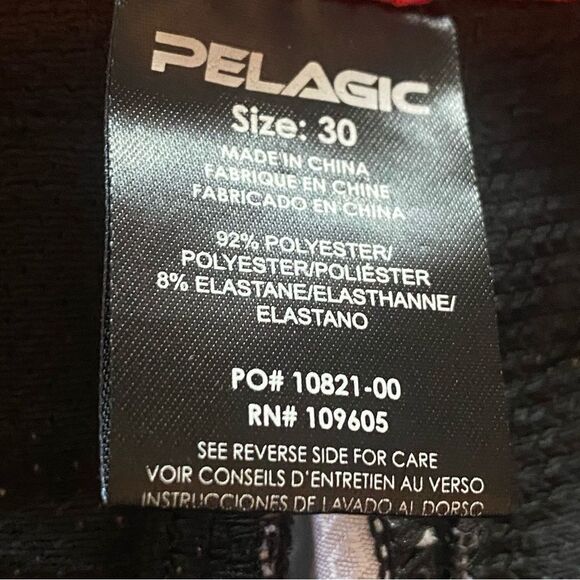 PELAGIC
Size: 30
MADE IN CHINA
FABRIQUE EN CHINE
FABRICADO EN CHINA
92% POLYESTER/
POLYESTER/POLIÉSTER
8% ELASTANE/ELASTHANNE/
ELASTANO
PO# 10821-00
RN# 109605
SEE REVERSE SIDE FOR CARE
VOIR CONSEILS D'ENTRETIEN AU VERSO
INSTRUCCIONES DE LAVADO AL DORSO